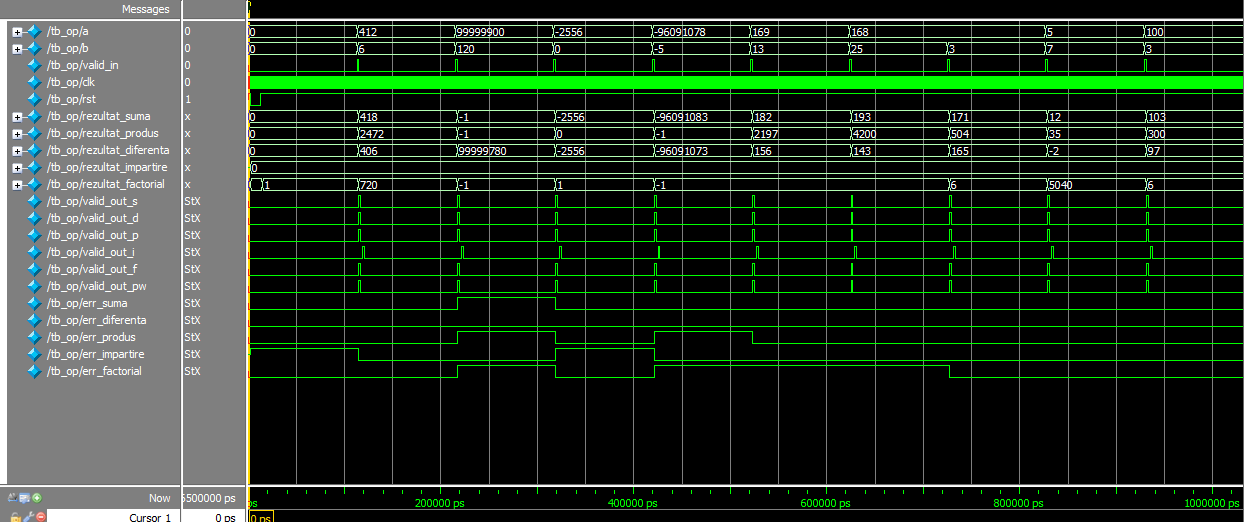 Messages
/tb_op/a 0 0 412 99999900 -2556 -96091078 169 168 5 100
/tb_op/b 0 0 6 120 0 -5 13 25 3 7 3
/tb_op/valid_in 0
/tb_op/clk 0
/tb_op/rst 1
/tb_op/rezultat_suma x 0 418 -1 -2556 -96091083 182 193 171 12 103
/tb_op/rezultat_produs x 0 2472 -1 0 -1 2197 4200 504 35 300
/tb_op/rezultat_diferenta x 0 406 99999780 -2556 -96091073 156 143 165 -2 97
/tb_op/rezultat_impartire x 0
/tb_op/rezultat_factorial x 1 720 -1 1 -1 6 5040 6
/tb_op/valid_out_s StX
/tb_op/valid_out_d StX
/tb_op/valid_out_p StX
/tb_op/valid_out_i StX
/tb_op/valid_out_f StX
/tb_op/valid_out_pw StX
/tb_op/err_suma StX
/tb_op/err_diferenta StX
/tb_op/err_produs StX
/tb_op/err_impartire StX
/tb_op/err_factorial StX
Now 5500000 ps ps 200000 ps 400000 ps 600000 ps 800000 ps 1000000 ps
Cursor 1 0 ps 0 ps